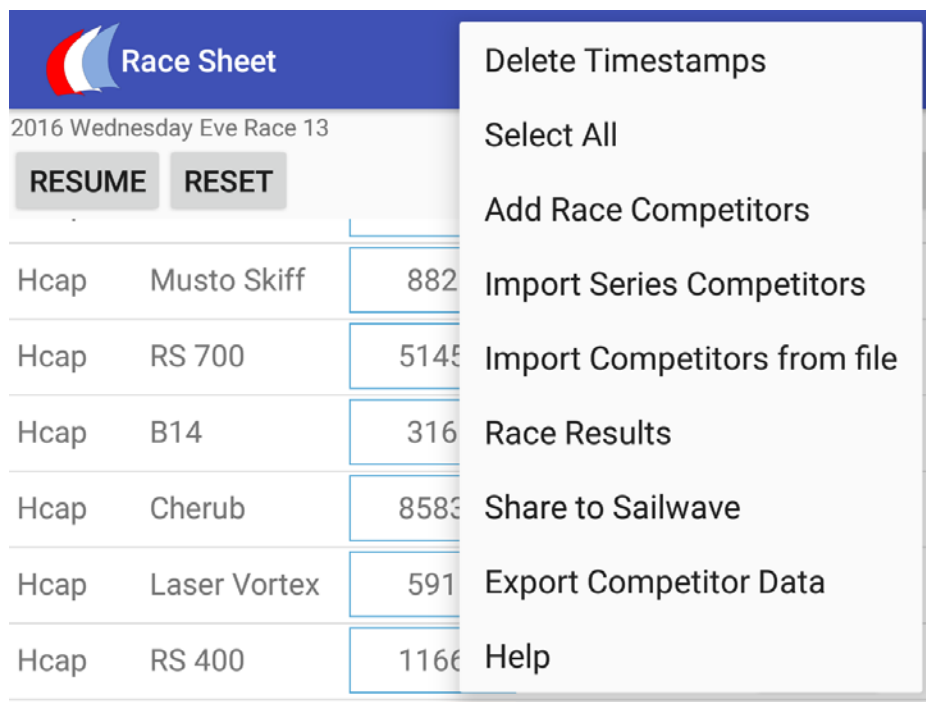 Race Sheet
2016 Wednesday Eve Race 13
RESUME RESET
Hcap Musto Skiff 882
Hcap RS 700 5145
Hcap B14 316
Hcap Cherub 8583
Hcap Laser Vortex 591
Hcap RS 400 1166
Delete Timestamps
Select All
Add Race Competitors
Import Series Competitors
Import Competitors from file
Race Results
Share to Sailwave
Export Competitor Data
Help